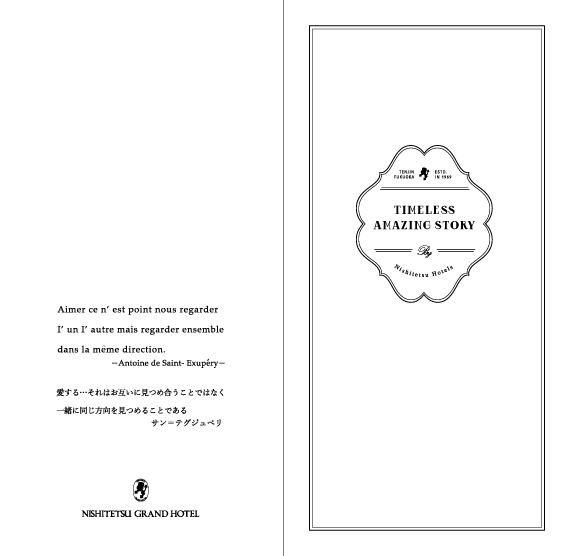 Aimer ce n’ est point nous regarder
I’ un I’ autre mais regarder ensemble
dans la même direction.
－Antoine de Saint- Exupéry－
愛する…それはお互いに見つめ合うことではなく
一緒に同じ方向を見つめることである
サン＝テグジュペリ
NISHITETSU GRAND HOTEL
TENJIN FUKUOKA
ESTD. IN 1969
TIMELESS
AMAZING STORY
By
Nishitetsu Hotels